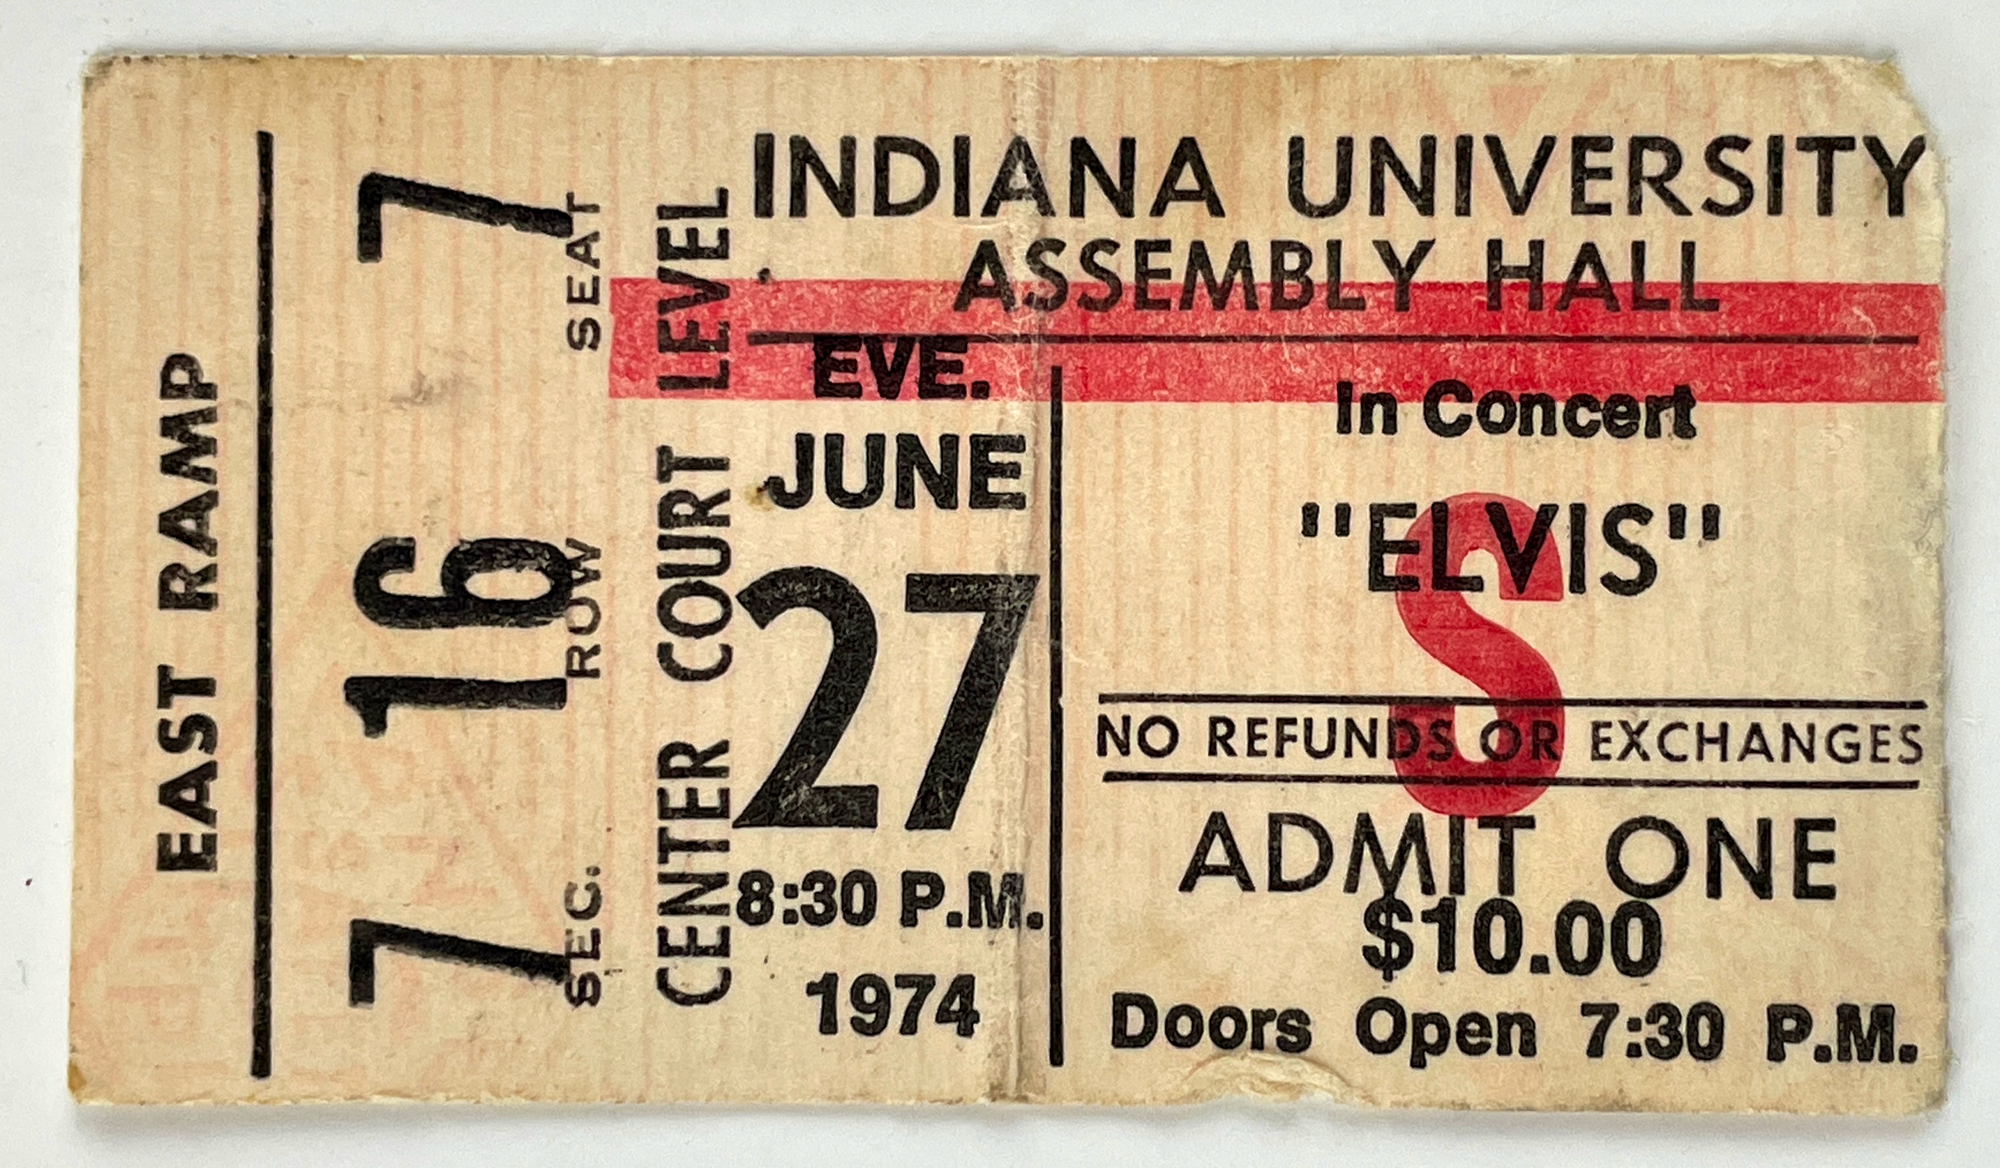 EAST RAMP
7 16 7
SEC. ROW SEAT
CENTER COURT LEVEL
INDIANA UNIVERSITY
ASSEMBLY HALL
EVE.
JUNE
27
8:30 P.M.
1974
In Concert
"ELVIS"
S
NO REFUNDS OR EXCHANGES
ADMIT ONE
$10.00
Doors Open 7:30 P.M.